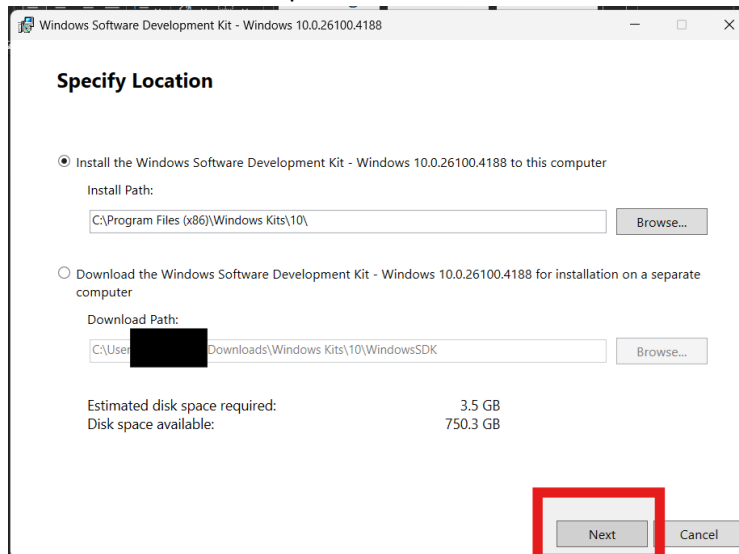 Windows Software Development Kit - Windows 10.0.26100.4188
Specify Location
Install the Windows Software Development Kit - Windows 10.0.26100.4188 to this computer
Install Path:
C:\Program Files (x86)\Windows Kits\10\
Browse...
Download the Windows Software Development Kit - Windows 10.0.26100.4188 for installation on a separate
computer
Download Path:
C:\User Downloads\Windows Kits\10\WindowsSDK
Browse...
Estimated disk space required: 3.5 GB
Disk space available: 750.3 GB
Next Cancel